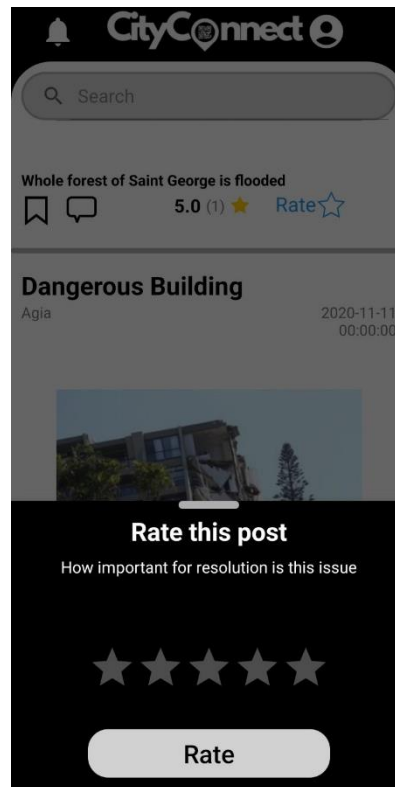 CityConnect
Search
Whole forest of Saint George is flooded
5.0 (1) Rate
Dangerous Building
Agia 2020-11-11
00:00:00
Rate this post
How important for resolution is this issue
Rate